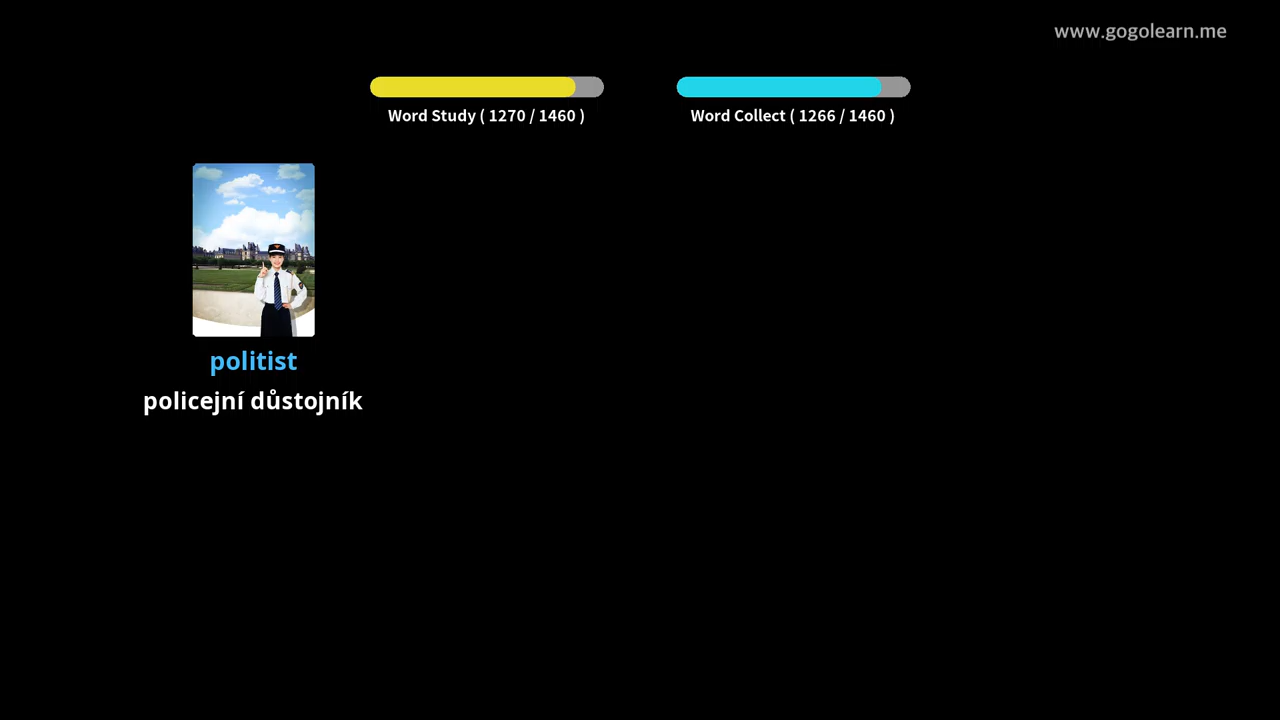 www.gogolearn.me
Word Study ( 1270 / 1460 )
Word Collect ( 1266 / 1460 )
politist
policejní důstojník